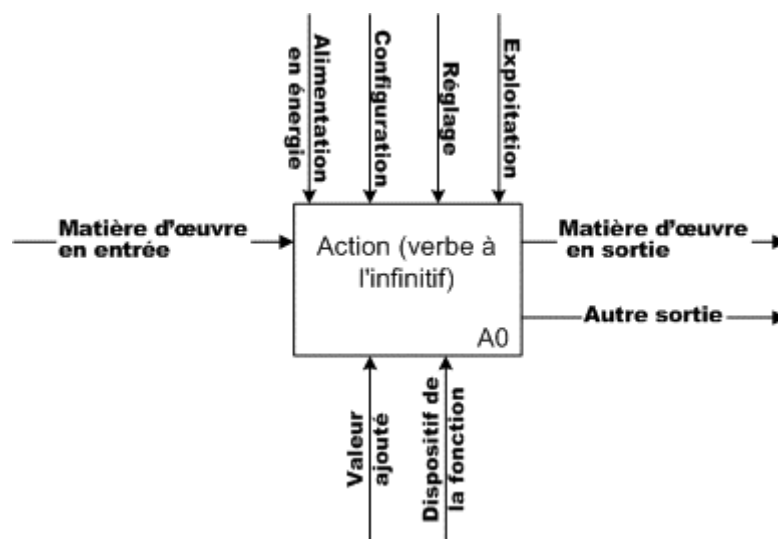 Alimentation
en énergie
Configuration
Réglage
Exploitation
Matière d'œuvre
en entrée
Action (verbe à
l'infinitif)
A0
Matière d'œuvre
en sortie
Autre sortie
Valeur
ajouté
Dispositif de
la fonction